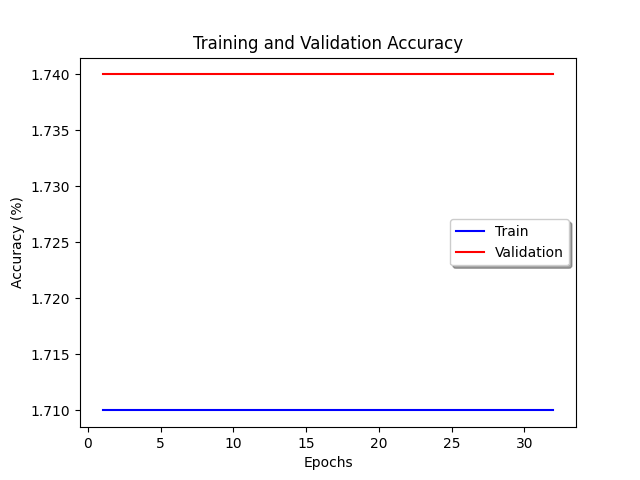 Training and Validation Accuracy
1.740
1.735
1.730
1.725
1.720
1.715
1.710
Accuracy (%)
Train
Validation
0 5 10 15 20 25 30
Epochs